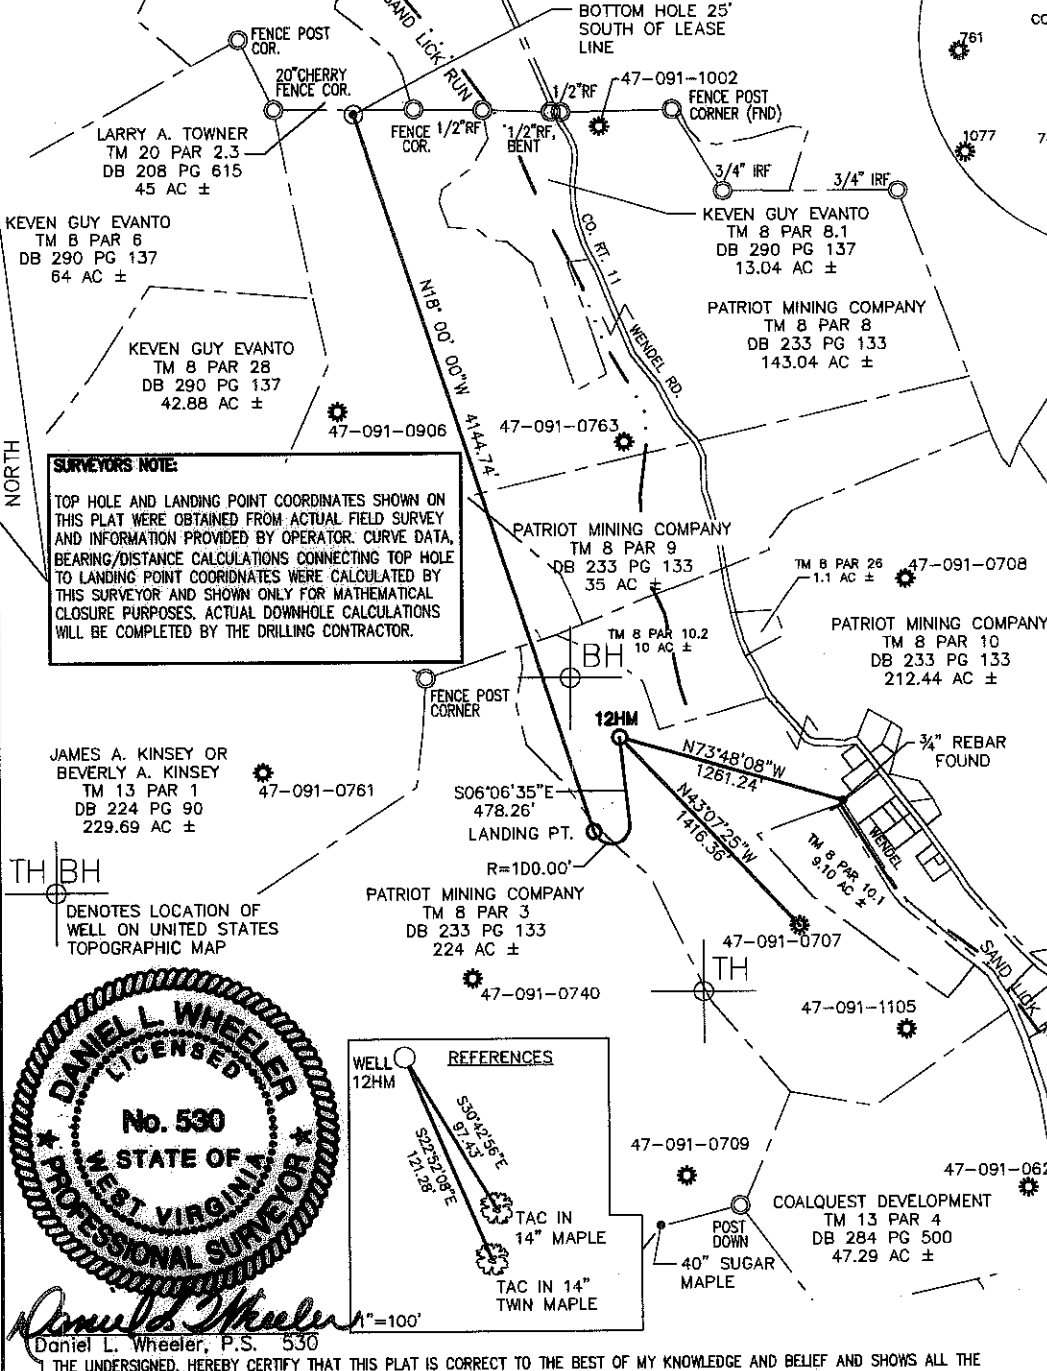 BOTTOM HOLE 25'
SOUTH OF LEASE
LINE
FENCE POST
COR.
SAND LICK RUN
761
20"CHERRY
FENCE COR.
1/2"RF
47-091-1002
FENCE POST
CORNER (FND)
LARRY A. TOWNER
TM 20 PAR 2.3
DB 208 PG 615
45 AC ±
FENCE
COR.
1/2"RF
1/2"RF,
BENT
1077
3/4" IRF
3/4" IRF
KEVEN GUY EVANTO
TM 8 PAR 6
DB 290 PG 137
64 AC ±
KEVEN GUY EVANTO
TM 8 PAR 8.1
DB 290 PG 137
13.04 AC ±
CO. RT. 11
N18° 00' 00"W 4144.74'
PATRIOT MINING COMPANY
TM 8 PAR 8
DB 233 PG 133
143.04 AC ±
WENDEL RD.
KEVEN GUY EVANTO
TM 8 PAR 28
DB 290 PG 137
42.88 AC ±
47-091-0906
47-091-0763
NORTH
SURVEYORS NOTE:
TOP HOLE AND LANDING POINT COORDINATES SHOWN ON
THIS PLAT WERE OBTAINED FROM ACTUAL FIELD SURVEY
AND INFORMATION PROVIDED BY OPERATOR. CURVE DATA,
BEARING/DISTANCE CALCULATIONS CONNECTING TOP HOLE
TO LANDING POINT COORIDNATES WERE CALCULATED BY
THIS SURVEYOR AND SHOWN ONLY FOR MATHEMATICAL
CLOSURE PURPOSES. ACTUAL DOWNHOLE CALCULATIONS
WILL BE COMPLETED BY THE DRILLING CONTRACTOR.
PATRIOT MINING COMPANY
TM 8 PAR 9
DB 233 PG 133
35 AC ±
TM 8 PAR 26
1.1 AC ±
47-091-0708
PATRIOT MINING COMPANY
TM 8 PAR 10
DB 233 PG 133
212.44 AC ±
TM 8 PAR 10.2
10 AC ±
BH
FENCE POST
CORNER
12HM
N73°48'08"W
1261.24'
3/4" REBAR
FOUND
JAMES A. KINSEY OR
BEVERLY A. KINSEY
TM 13 PAR 1
DB 224 PG 90
229.69 AC ±
47-091-0761
S06°06'35"E
478.26'
N43°07'25"W
1416.36'
LANDING PT.
WENDEL
TM 8 PAR 10.1
9.10 AC ±
R=100.00'
TH BH
DENOTES LOCATION OF
WELL ON UNITED STATES
TOPOGRAPHIC MAP
PATRIOT MINING COMPANY
TM 8 PAR 3
DB 233 PG 133
224 AC ±
47-091-0707
SAND LICK
TH
47-091-0740
47-091-1105
DANIEL L. WHEELER
LICENSED
No. 530
STATE OF
WEST VIRGINIA
PROFESSIONAL SURVEYOR
WELL
12HM
REFERENCES
S30°42'56"E
97.43'
S22°52'08"E
121.28'
TAC IN
14" MAPLE
TAC IN 14"
TWIN MAPLE
1"=100'
47-091-0709
47-091-062
POST
DOWN
40" SUGAR
MAPLE
COALQUEST DEVELOPMENT
TM 13 PAR 4
DB 284 PG 500
47.29 AC ±
Daniel L. Wheeler
Daniel L. Wheeler, P.S. 530
I THE UNDERSIGNED, HEREBY CERTIFY THAT THIS PLAT IS CORRECT TO THE BEST OF MY KNOWLEDGE AND BELIEF AND SHOWS ALL THE